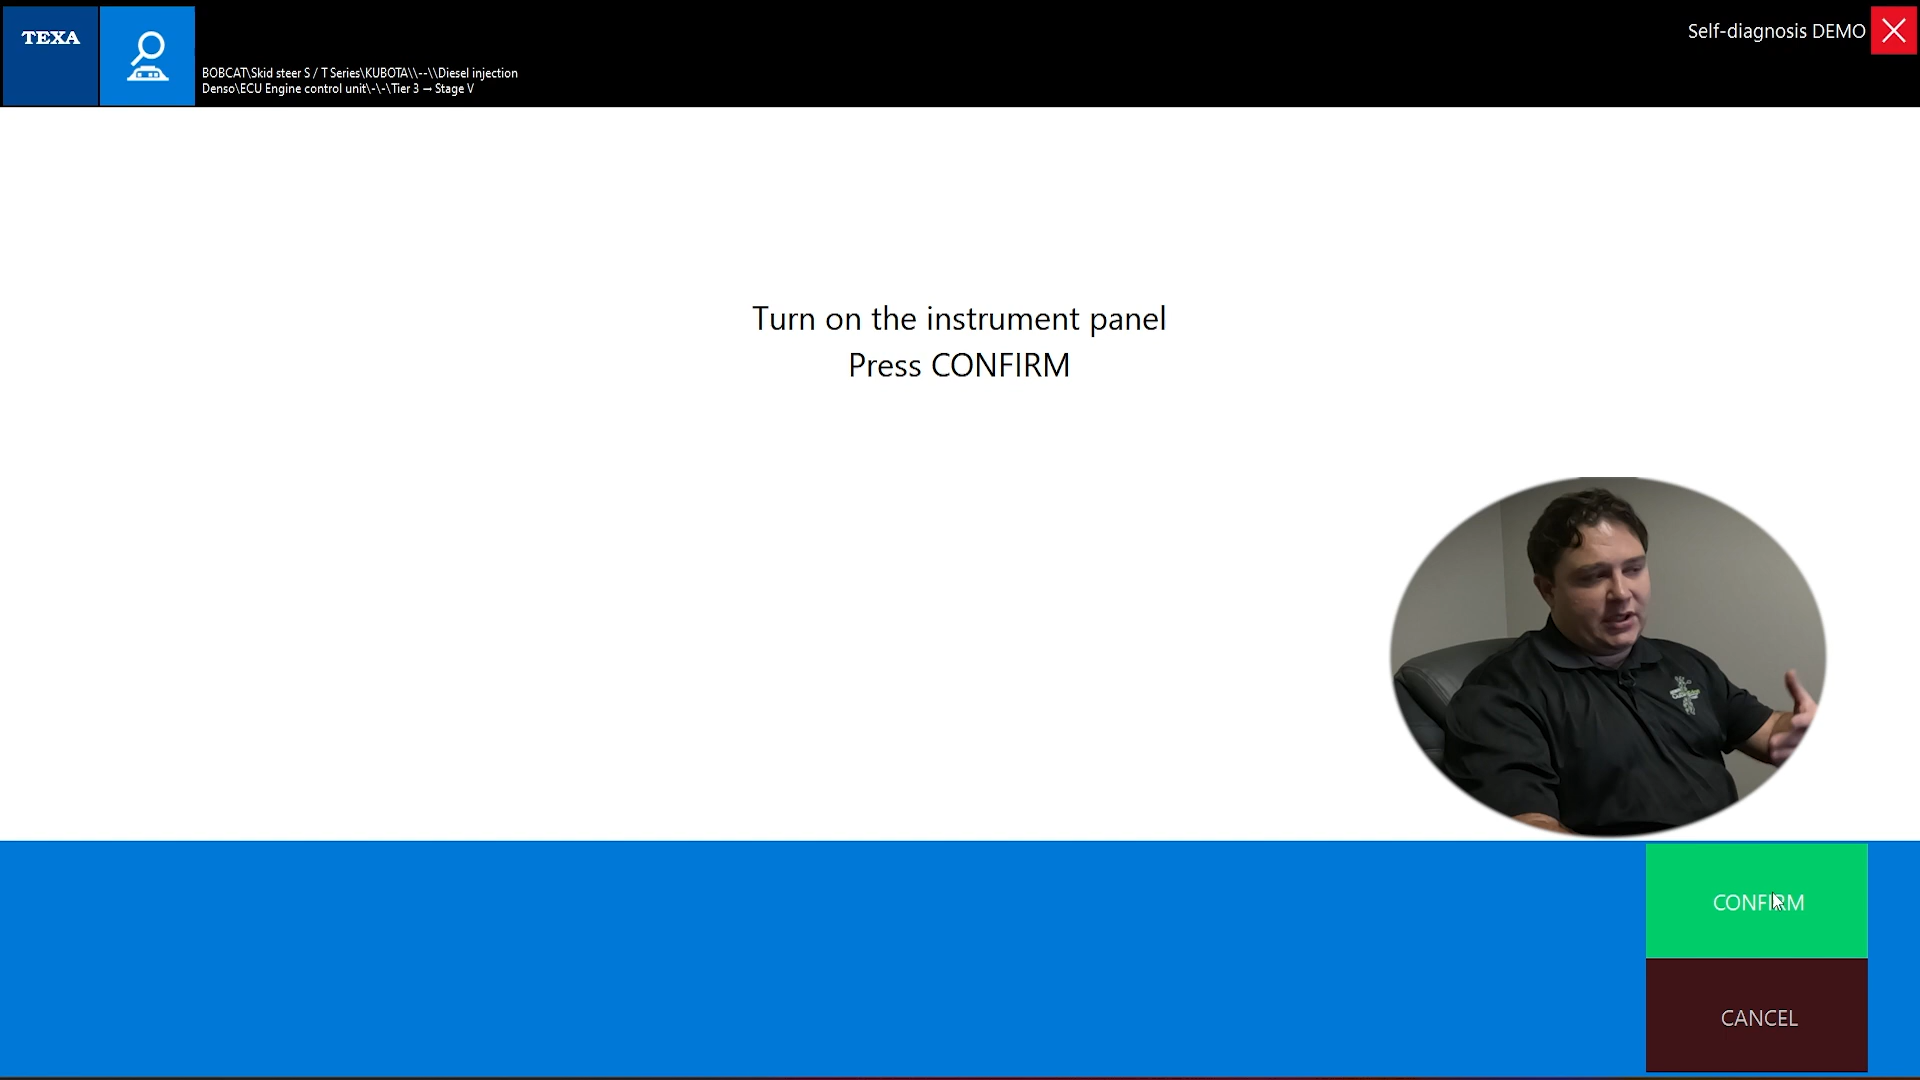 TEXA
Self-diagnosis DEMO
BOBCAT\Skid steer S / T Series\KUBOTA\\--\\Diesel injection
Denso\ECU Engine control unit\-\-\Tier 3 → Stage V
Turn on the instrument panel
Press CONFIRM
CONFIRM
CANCEL